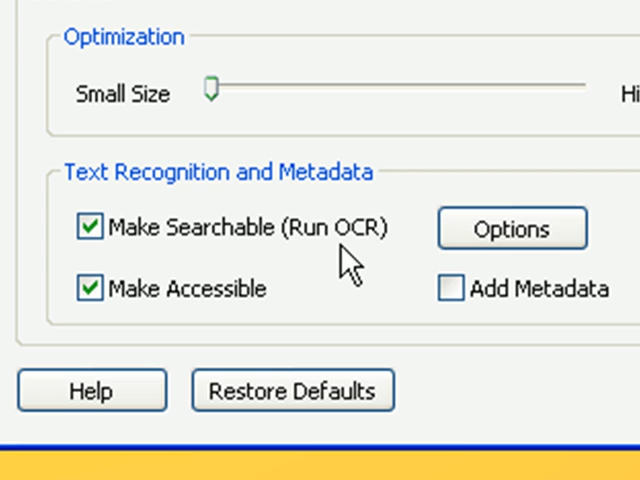 Optimization
Small Size Hi
Text Recognition and Metadata
Make Searchable (Run OCR) Options
Make Accessible Add Metadata
Help Restore Defaults